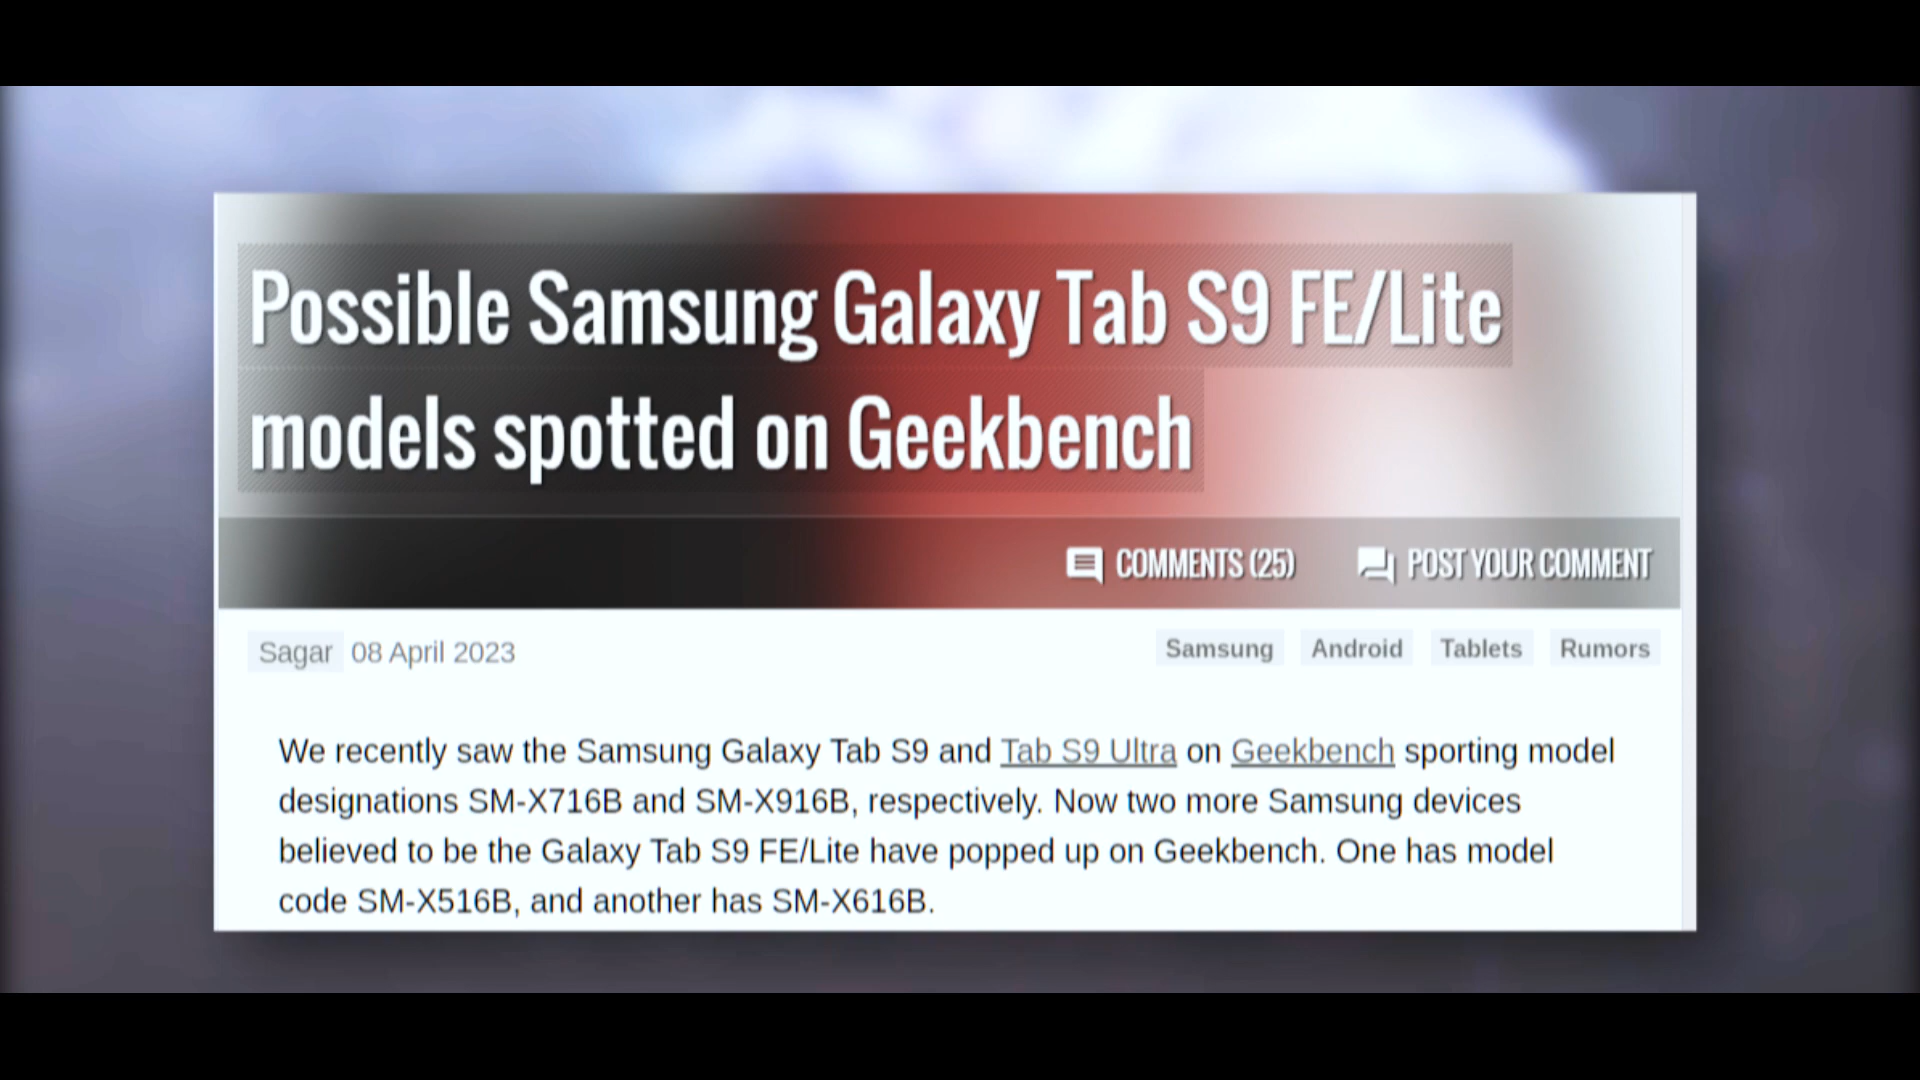 Possible Samsung Galaxy Tab S9 FE/Lite
models spotted on Geekbench
COMMENTS (25) POST YOUR COMMENT
Sagar 08 April 2023 Samsung Android Tablets Rumors
We recently saw the Samsung Galaxy Tab S9 and Tab S9 Ultra on Geekbench sporting model
designations SM-X716B and SM-X916B, respectively. Now two more Samsung devices
believed to be the Galaxy Tab S9 FE/Lite have popped up on Geekbench. One has model
code SM-X516B, and another has SM-X616B.